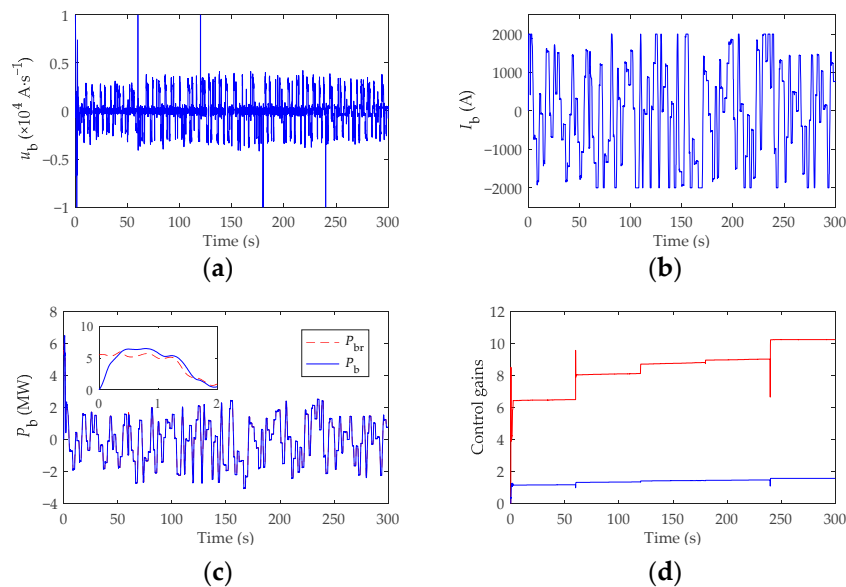 1
0.5
0
−0.5
−1
u_b (×10⁴ A·s⁻¹)
0 50 100 150 200 250 300
Time (s)
(a)
2000
1000
0
−1000
−2000
I_b (A)
0 50 100 150 200 250 300
Time (s)
(b)
8
6
4
2
0
−2
−4
P_b (MW)
10
5
0
0 1 2
P_br
P_b
0 50 100 150 200 250 300
Time (s)
(c)
12
10
8
6
4
2
0
Control gains
0 50 100 150 200 250 300
Time (s)
(d)